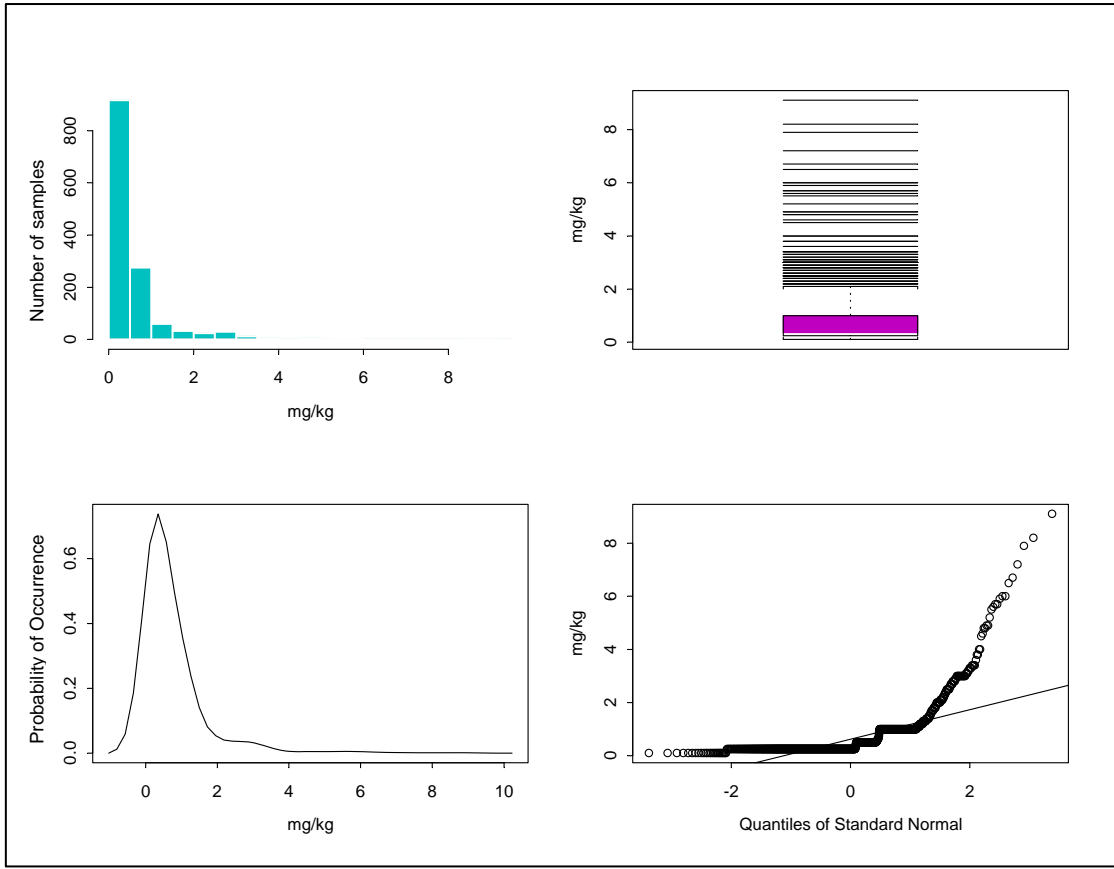 Number of samples
800
600
400
200
0
0 2 4 6 8
mg/kg
mg/kg
8
6
4
2
0
Probability of Occurrence
0.6
0.4
0.2
0.0
0 2 4 6 8 10
mg/kg
mg/kg
8
6
4
2
0
-2 0 2
Quantiles of Standard Normal